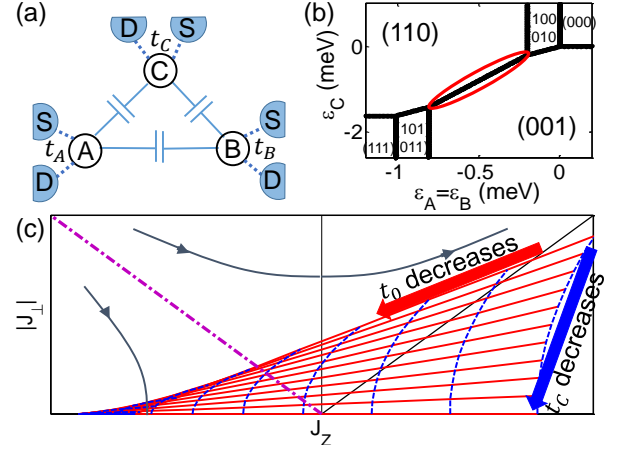 (a)
D
S
t_C
C
S
S
t_A
A
B
t_B
D
D
(b)
(110)
100
010
(000)
0
ε_C (meV)
-2
(111)
101
011
(001)
-1
-0.5
0
ε_A=ε_B (meV)
(c)
|J_⊥|
t_0 decreases
t_C decreases
J_Z